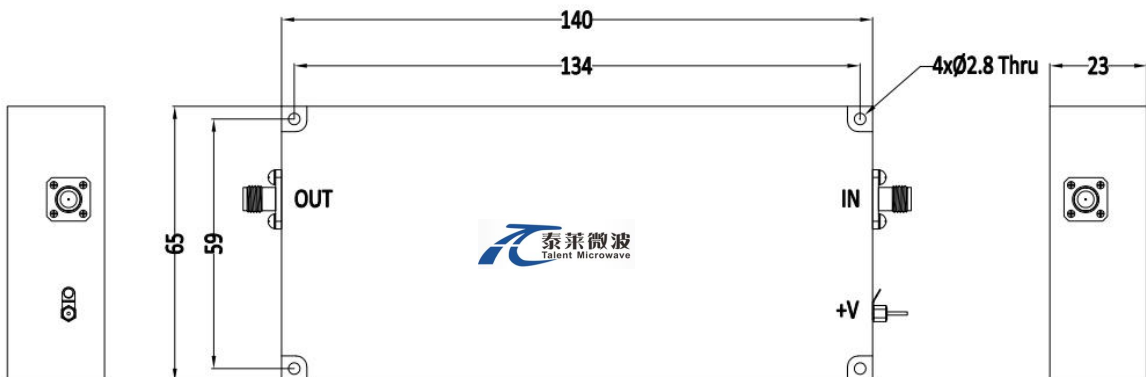 140
134
4xØ2.8 Thru
23
OUT
IN
65
59
泰莱微波
Talent Microwave
+V